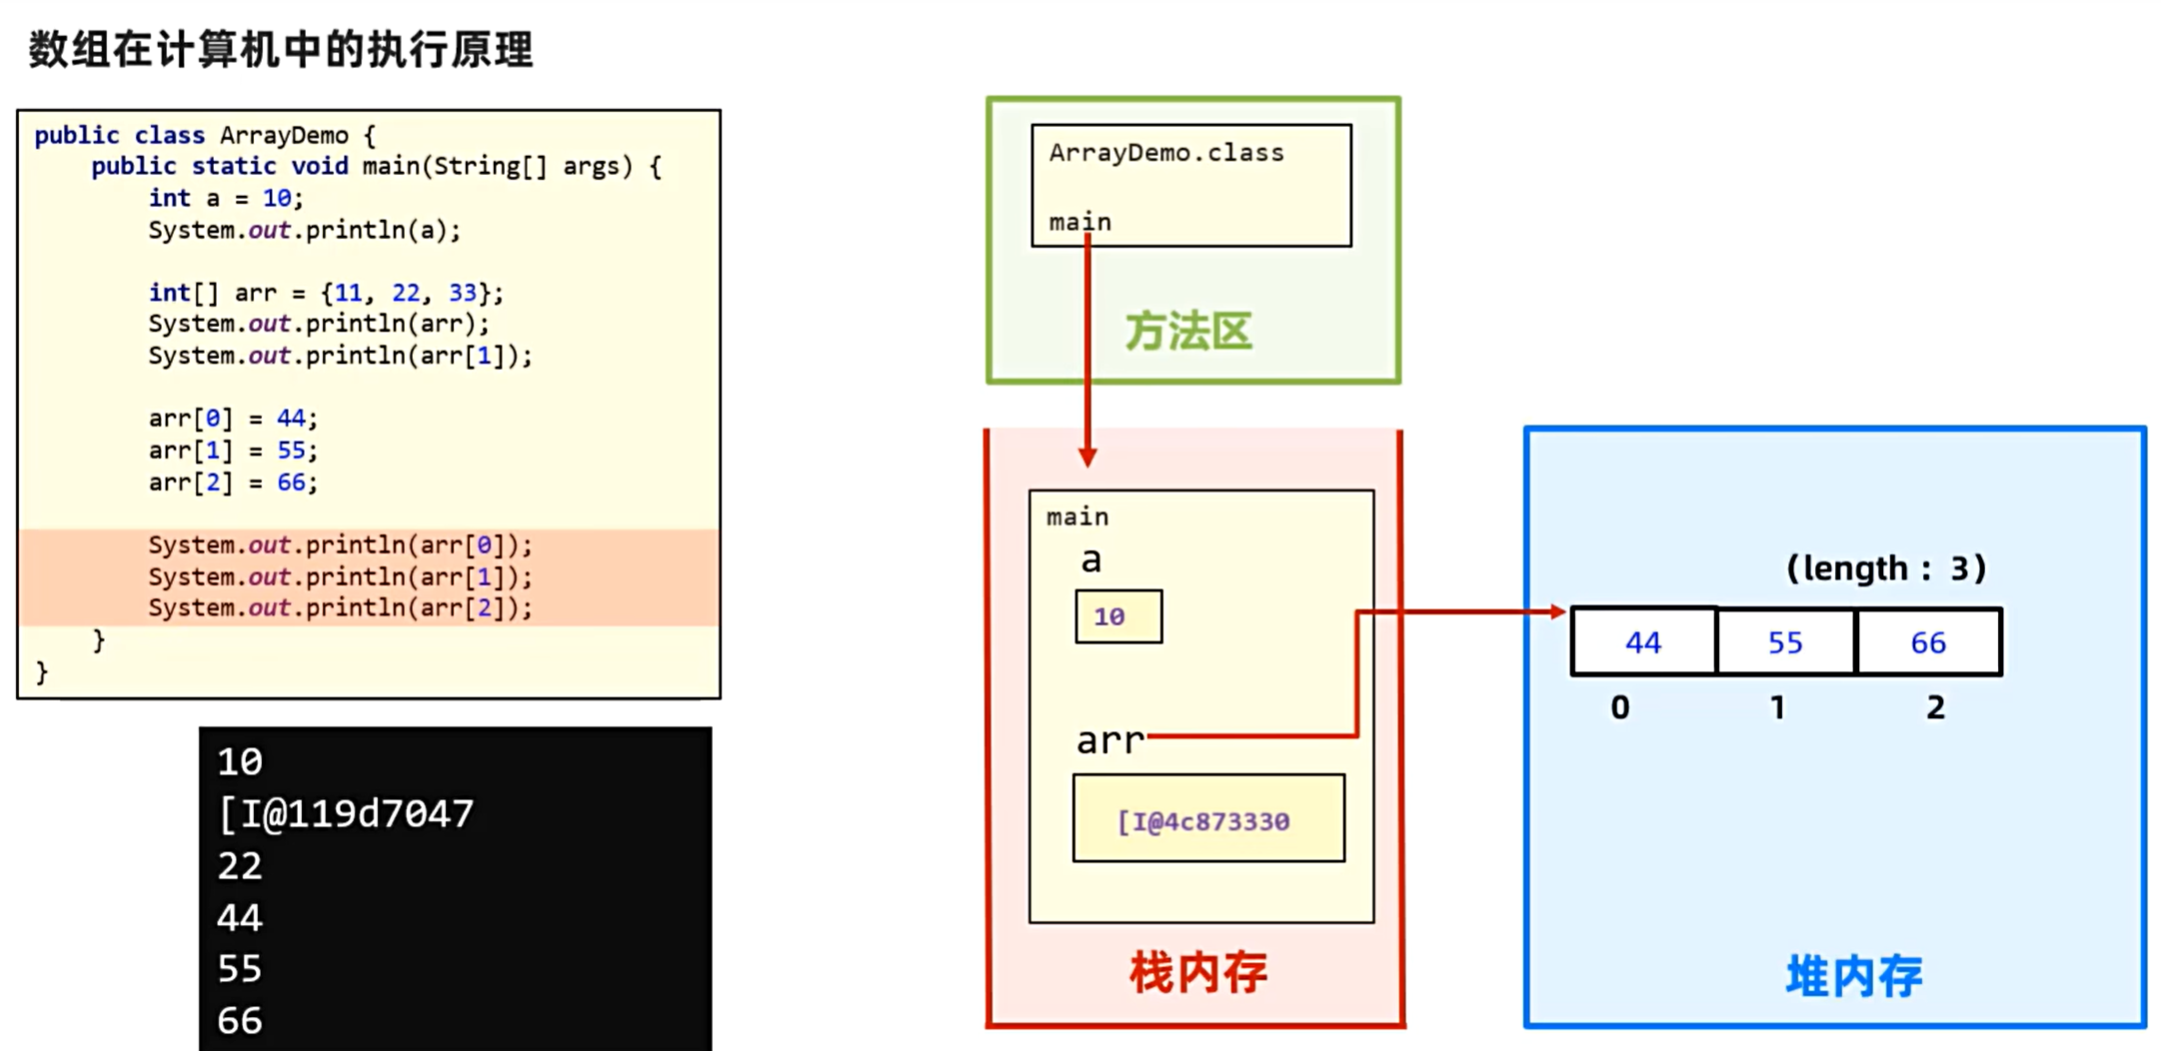 数组在计算机中的执行原理
public class ArrayDemo {
    public static void main(String[] args) {
        int a = 10;
        System.out.println(a);

        int[] arr = {11, 22, 33};
        System.out.println(arr);
        System.out.println(arr[1]);

        arr[0] = 44;
        arr[1] = 55;
        arr[2] = 66;

        System.out.println(arr[0]);
        System.out.println(arr[1]);
        System.out.println(arr[2]);
    }
}
10
[I@119d7047
22
44
55
66
ArrayDemo.class
main
方法区
main
a
10
arr
[I@4c873330
栈内存
(length : 3)
44 55 66
0 1 2
堆内存